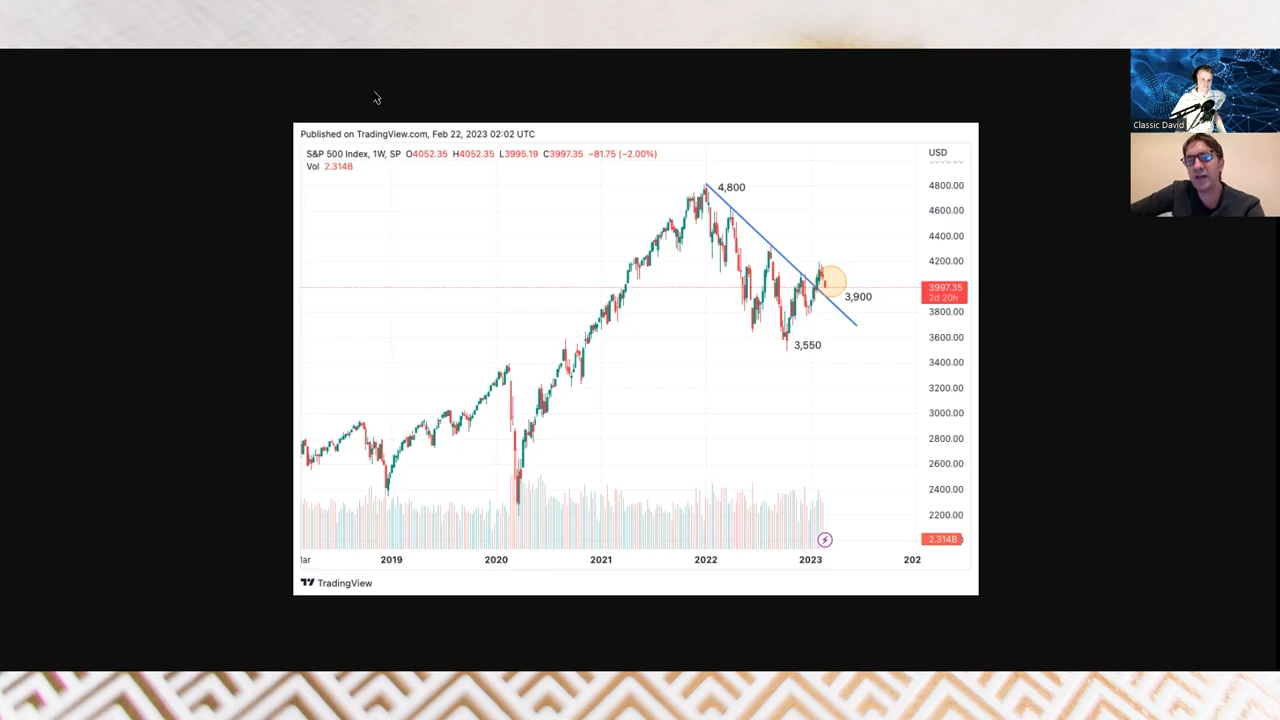 Published on TradingView.com, Feb 22, 2023 02:02 UTC
S&P 500 Index, 1W, SP O4052.35 H4052.35 L3995.19 C3997.35 −81.75 (−2.00%)
Vol 2.314B
USD
4800.00
4600.00
4400.00
4200.00
3997.35
2d 20h
3800.00
3600.00
3400.00
3200.00
3000.00
2800.00
2600.00
2400.00
2200.00
2.314B
4,800
3,900
3,550
2019 2020 2021 2022 2023 202
TradingView
Classic David